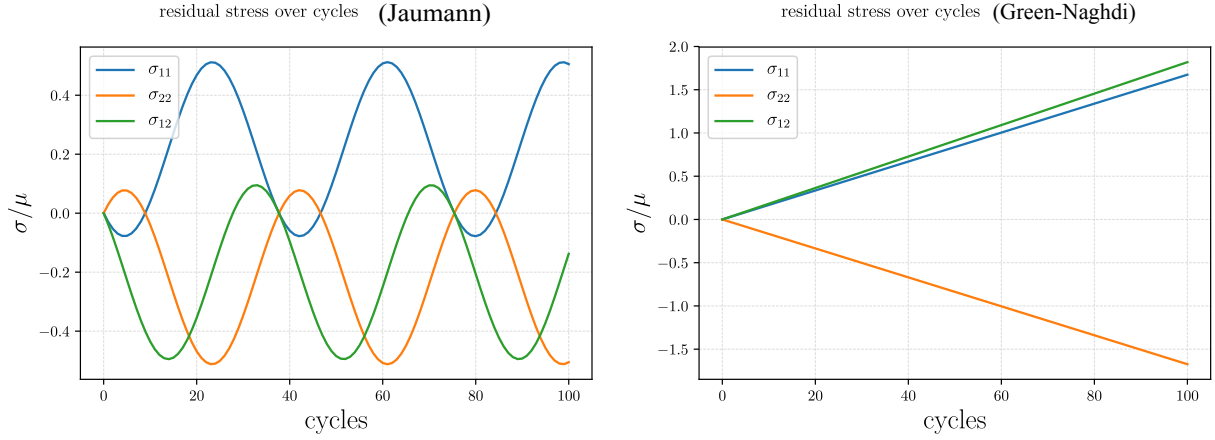 residual stress over cycles (Jaumann)
σ₁₁
σ₂₂
σ₁₂
0.4
0.2
0.0
−0.2
−0.4
σ/μ
0 20 40 60 80 100
cycles
residual stress over cycles (Green-Naghdi)
σ₁₁
σ₂₂
σ₁₂
2.0
1.5
1.0
0.5
0.0
−0.5
−1.0
−1.5
σ/μ
0 20 40 60 80 100
cycles